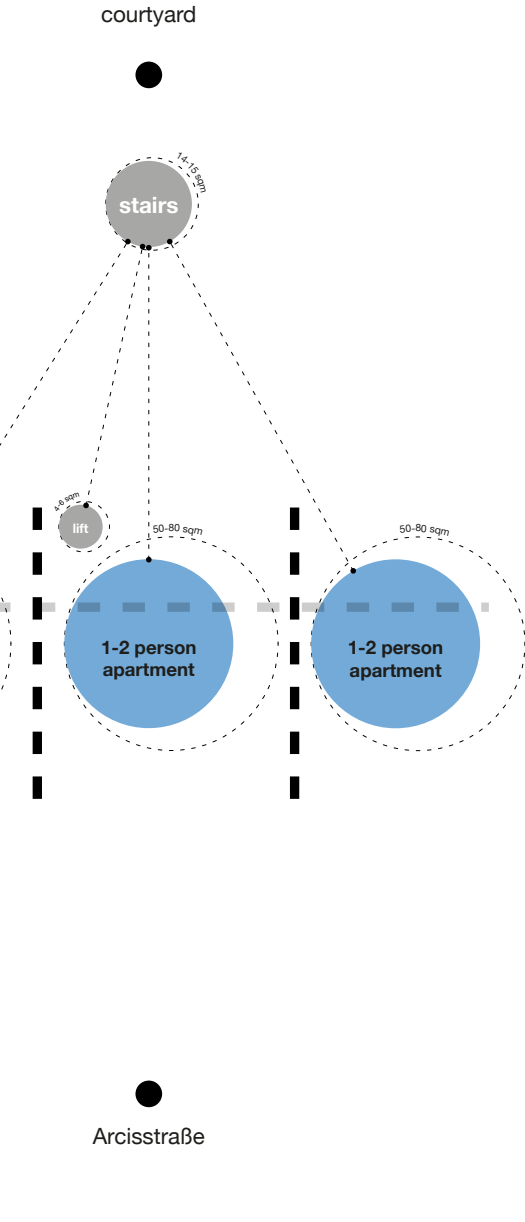 courtyard
14-15 sqm
stairs
4-6 sqm
lift
50-80 sqm
50-80 sqm
1-2 person
apartment
1-2 person
apartment
Arcisstraße